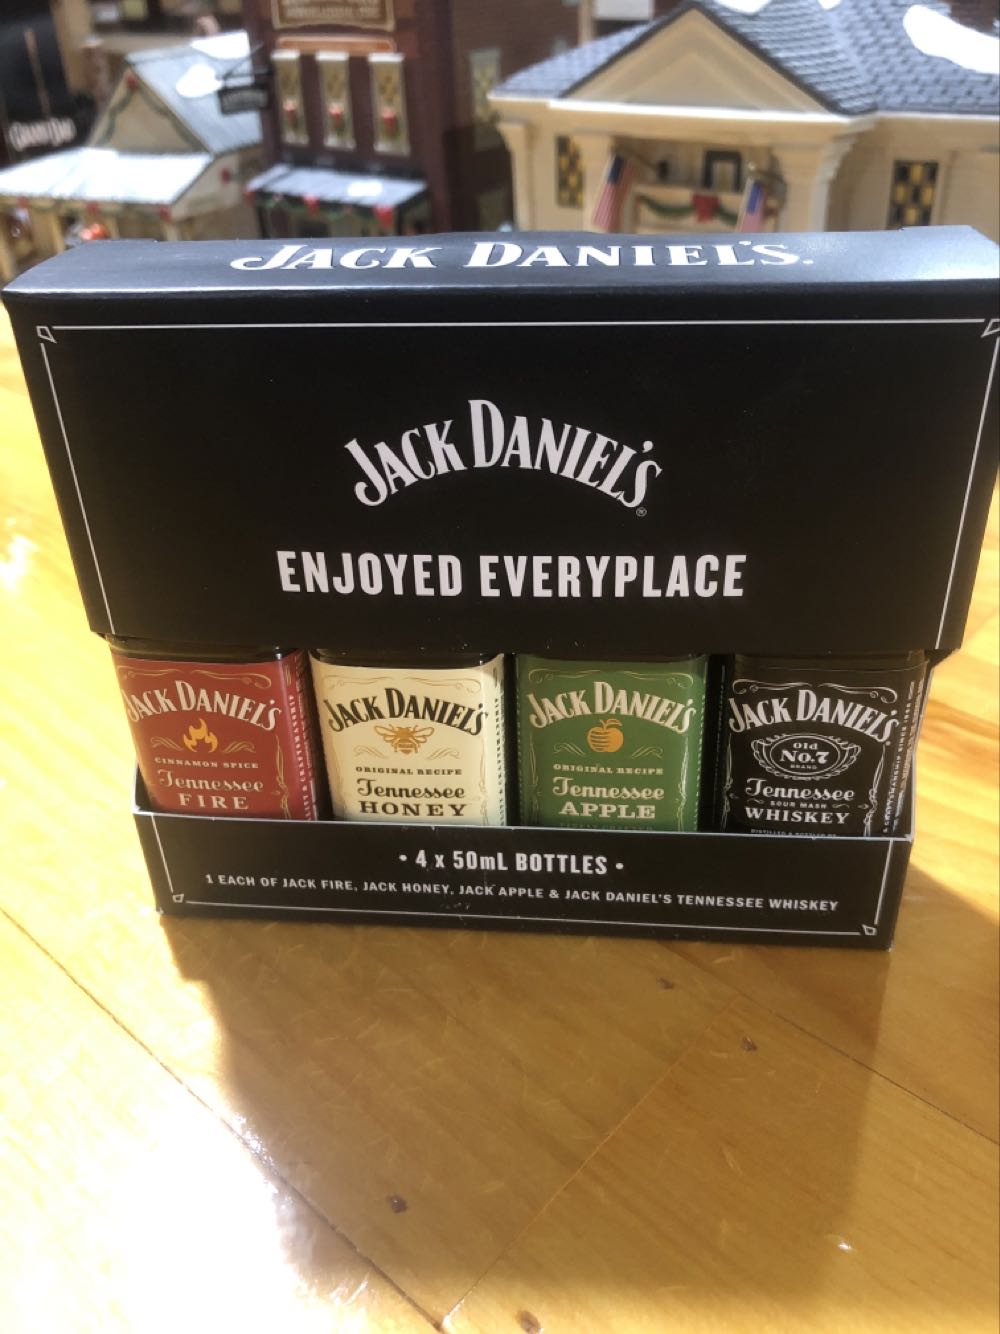 JACK DANIEL'S.
JACK DANIEL'S®
ENJOYED EVERYPLACE
JACK DANIEL'S
CINNAMON SPICE
Tennessee
FIRE
JACK DANIEL'S
ORIGINAL RECIPE
Tennessee
HONEY
JACK DANIEL'S
ORIGINAL RECIPE
Tennessee
APPLE
JACK DANIEL'S
Old
No.7
BRAND
Tennessee
SOUR MASH
WHISKEY
• 4 x 50mL BOTTLES •
1 EACH OF JACK FIRE, JACK HONEY, JACK APPLE & JACK DANIEL'S TENNESSEE WHISKEY